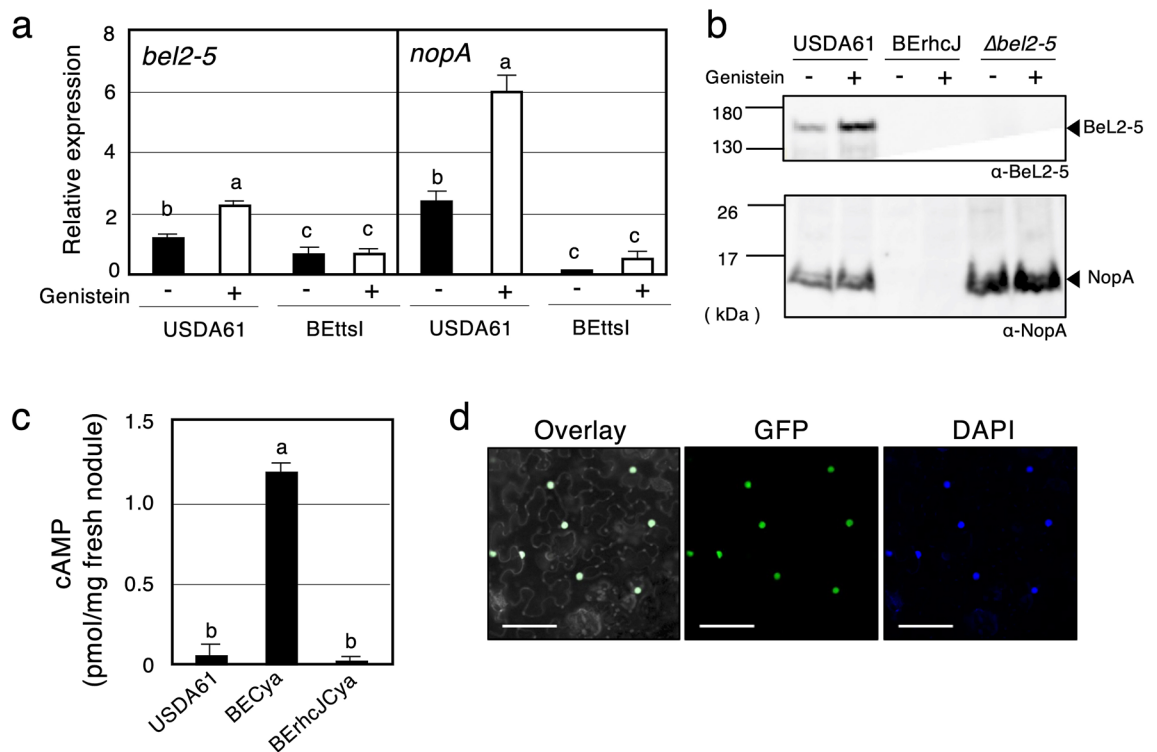 a
8
6
4
2
0
Relative expression
bel2-5
nopA
b
a
c
c
b
a
c
c
Genistein - + - + - + - +
USDA61 BEttsI USDA61 BEttsI
b
USDA61 BErhcJ Δbel2-5
Genistein - + - + - +
180
130
BeL2-5
α-BeL2-5
26
17
NopA
( kDa )
α-NopA
c
1.5
1.0
0.5
0
cAMP
(pmol/mg fresh nodule)
b
a
b
USDA61
BECya
BErhcJCya
d
Overlay GFP DAPI